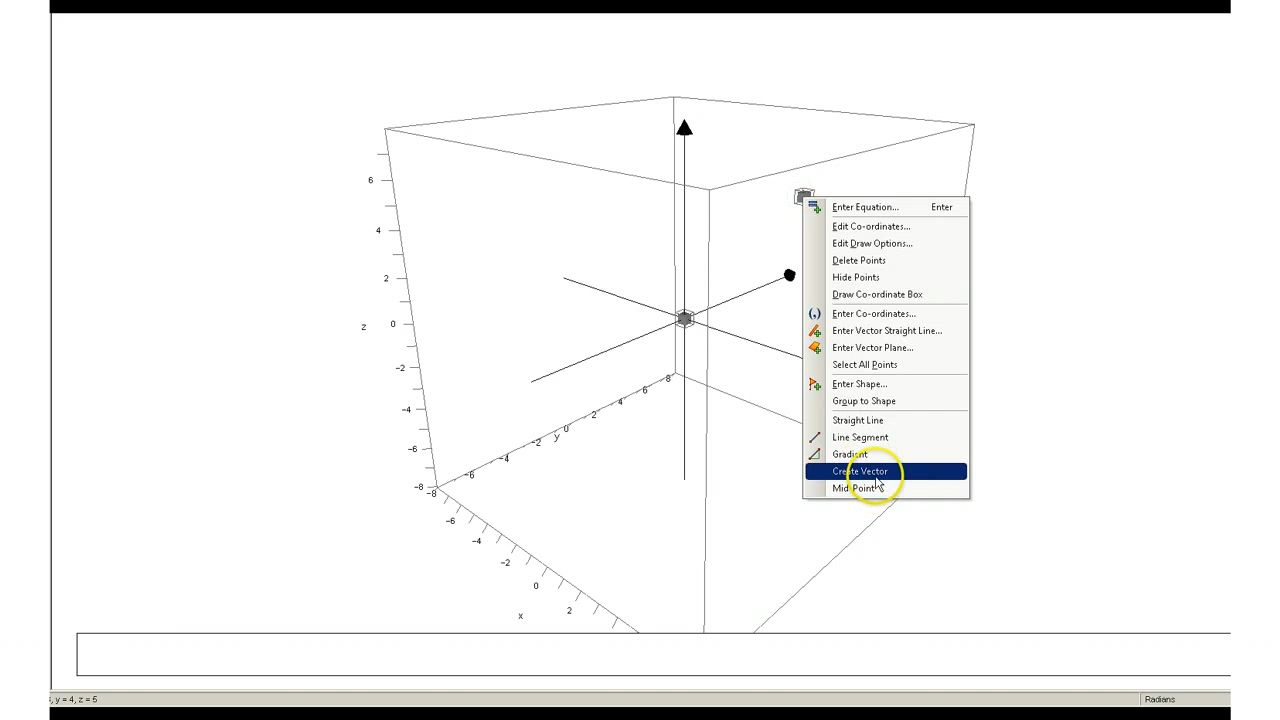 6
4
2
z
0
-2
-4
-6
-8
8
6
4
2
0
y
-2
-4
-6
-8
-6
-4
-2
0
x
2
Enter Equation... Enter
Edit Co-ordinates...
Edit Draw Options...
Delete Points
Hide Points
Draw Co-ordinate Box
Enter Co-ordinates...
Enter Vector Straight Line...
Enter Vector Plane...
Select All Points
Enter Shape...
Group to Shape
Straight Line
Line Segment
Gradient
Create Vector
Mid-Point
, y = 4, z = 6
Radians